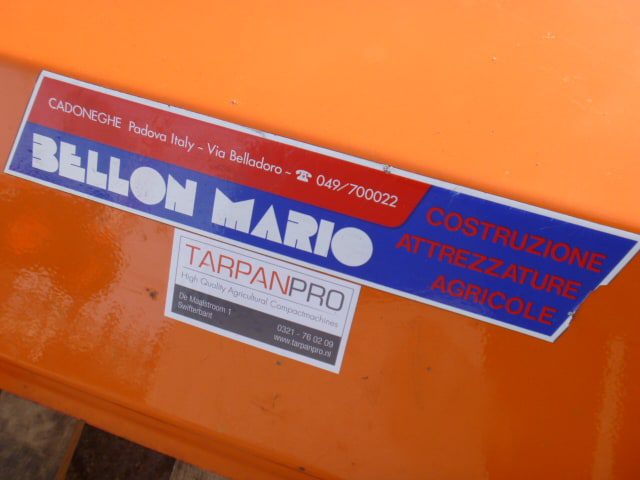 CADONEGHE Padova Italy - Via Belladoro - ☎ 049/700022
BELLON MARIO
COSTRUZIONE
ATTREZZATURE
AGRICOLE
TARPANPRO
High Quality Agricultural Compactmachines
De Maalstroom 1
Swifterbant
0321 - 76 02 09
www.tarpanpro.nl